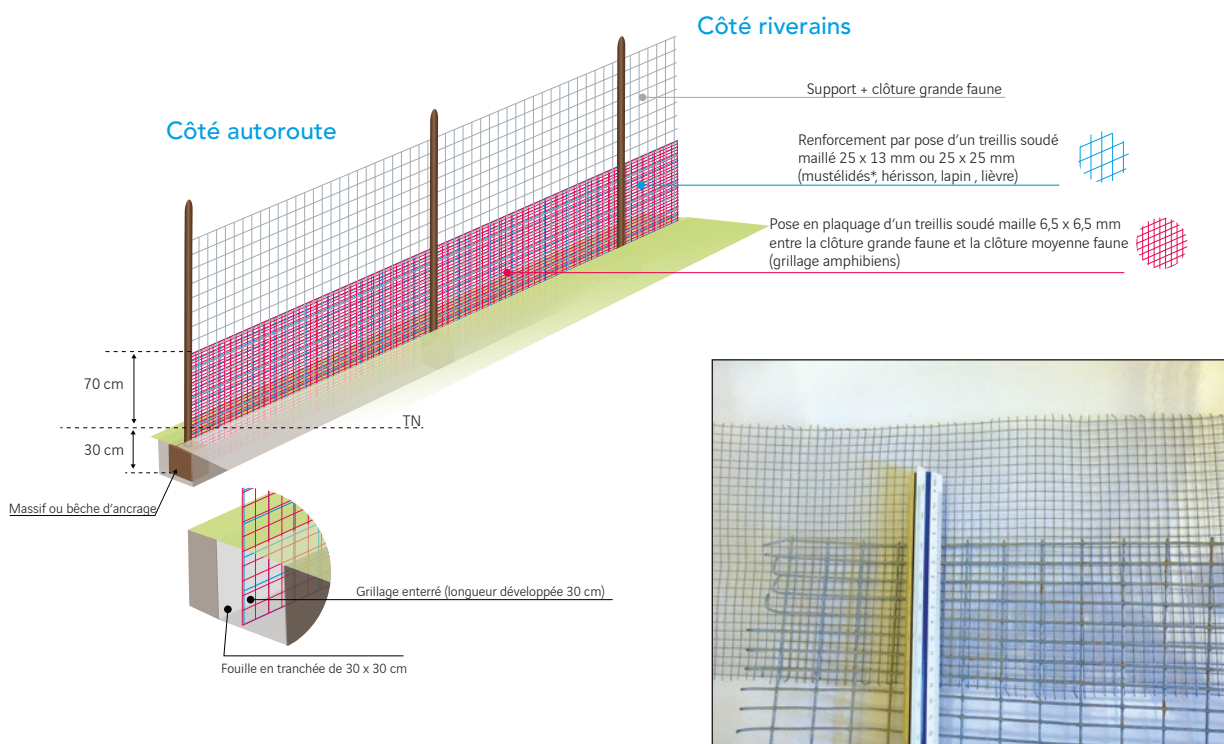 Côté riverains
Support + clôture grande faune
Côté autoroute
Renforcement par pose d'un treillis soudé
maillé 25 x 13 mm ou 25 x 25 mm
(mustélidés*, hérisson, lapin , lièvre)
Pose en plaquage d'un treillis soudé maille 6,5 x 6,5 mm
entre la clôture grande faune et la clôture moyenne faune
(grillage amphibiens)
70 cm
TN
30 cm
Massif ou bêche d'ancrage
Grillage enterré (longueur développée 30 cm)
Fouille en tranchée de 30 x 30 cm